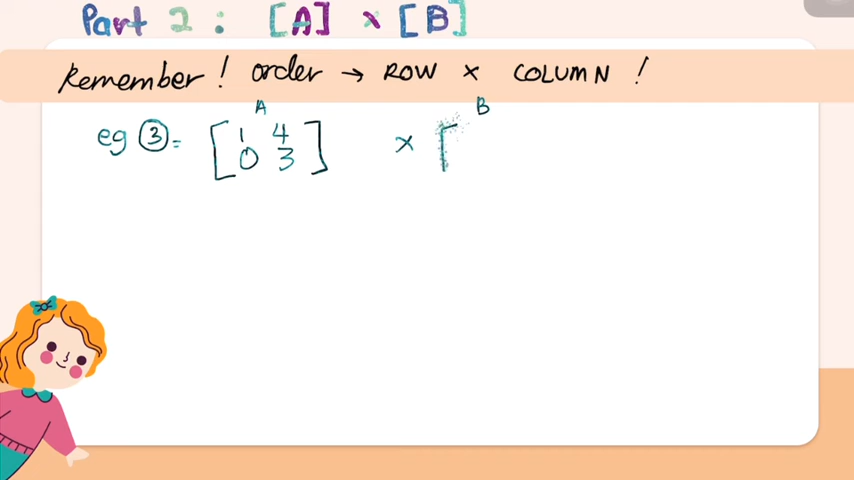 Part 2 : [A] x [B]
Remember! order → ROW x COLUMN !
A B
eg ③ = [ 1 4 ] x [
0 3